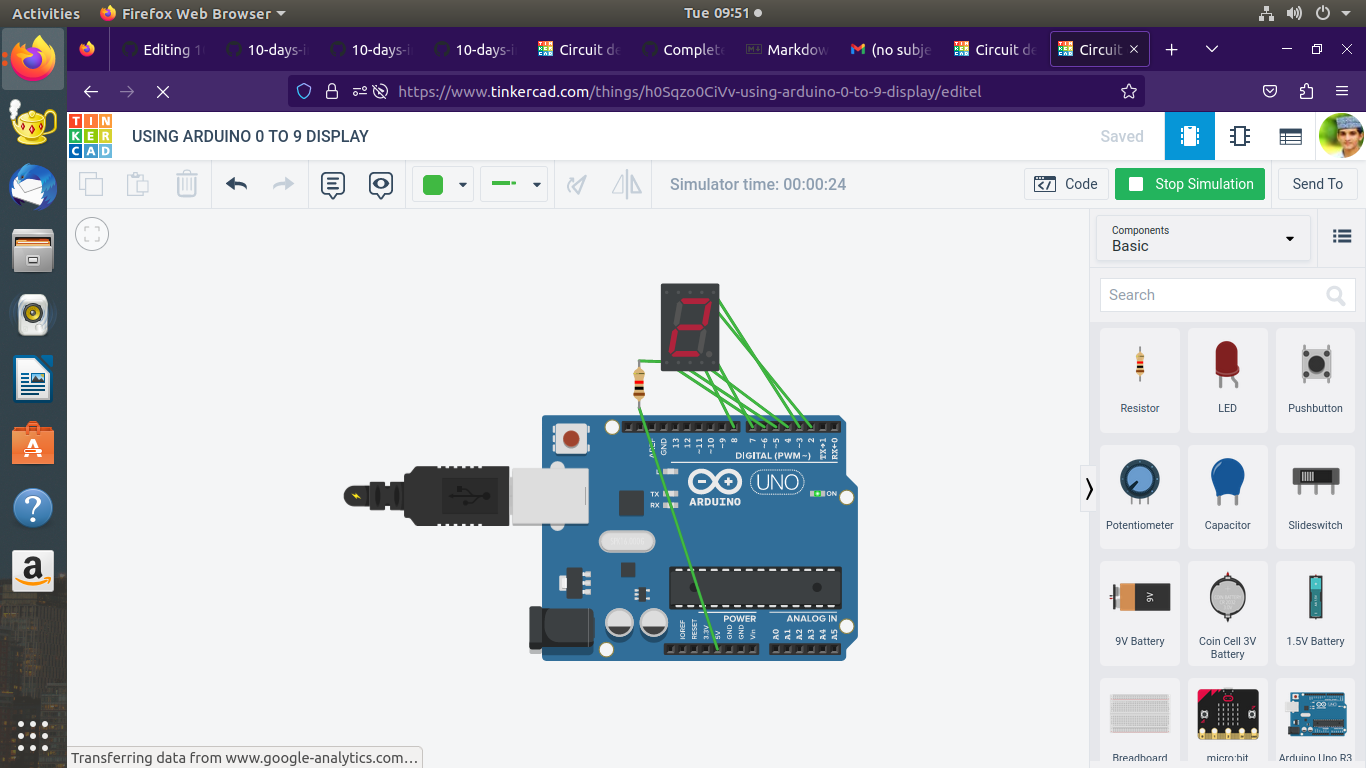 Activities Firefox Web Browser Tue 09:51
Editing 1 10-days-i 10-days-i 10-days-i Circuit de Complete Markdow (no subje Circuit de Circuit
https://www.tinkercad.com/things/h0Sqzo0CiVv-using-arduino-0-to-9-display/editel
TIN
KER
CAD
USING ARDUINO 0 TO 9 DISPLAY
Saved
Simulator time: 00:00:24
Code
Stop Simulation
Send To
Components
Basic
Search
Resistor LED Pushbutton
Potentiometer Capacitor Slideswitch
9V
9V Battery Coin Cell 3V Battery 1.5V Battery
Breadboard micro:bit Arduino Uno R3
2
AREF GND 13 12 ~11 ~10 ~9 8 7 ~6 ~5 4 ~3 2 TX→1 RX←0
DIGITAL (PWM~)
TX
RX
UNO
ARDUINO
ON
POWER ANALOG IN
IOREF RESET 3.3V 5V GND GND Vin A0 A1 A2 A3 A4 A5
a
Transferring data from www.google-analytics.com…